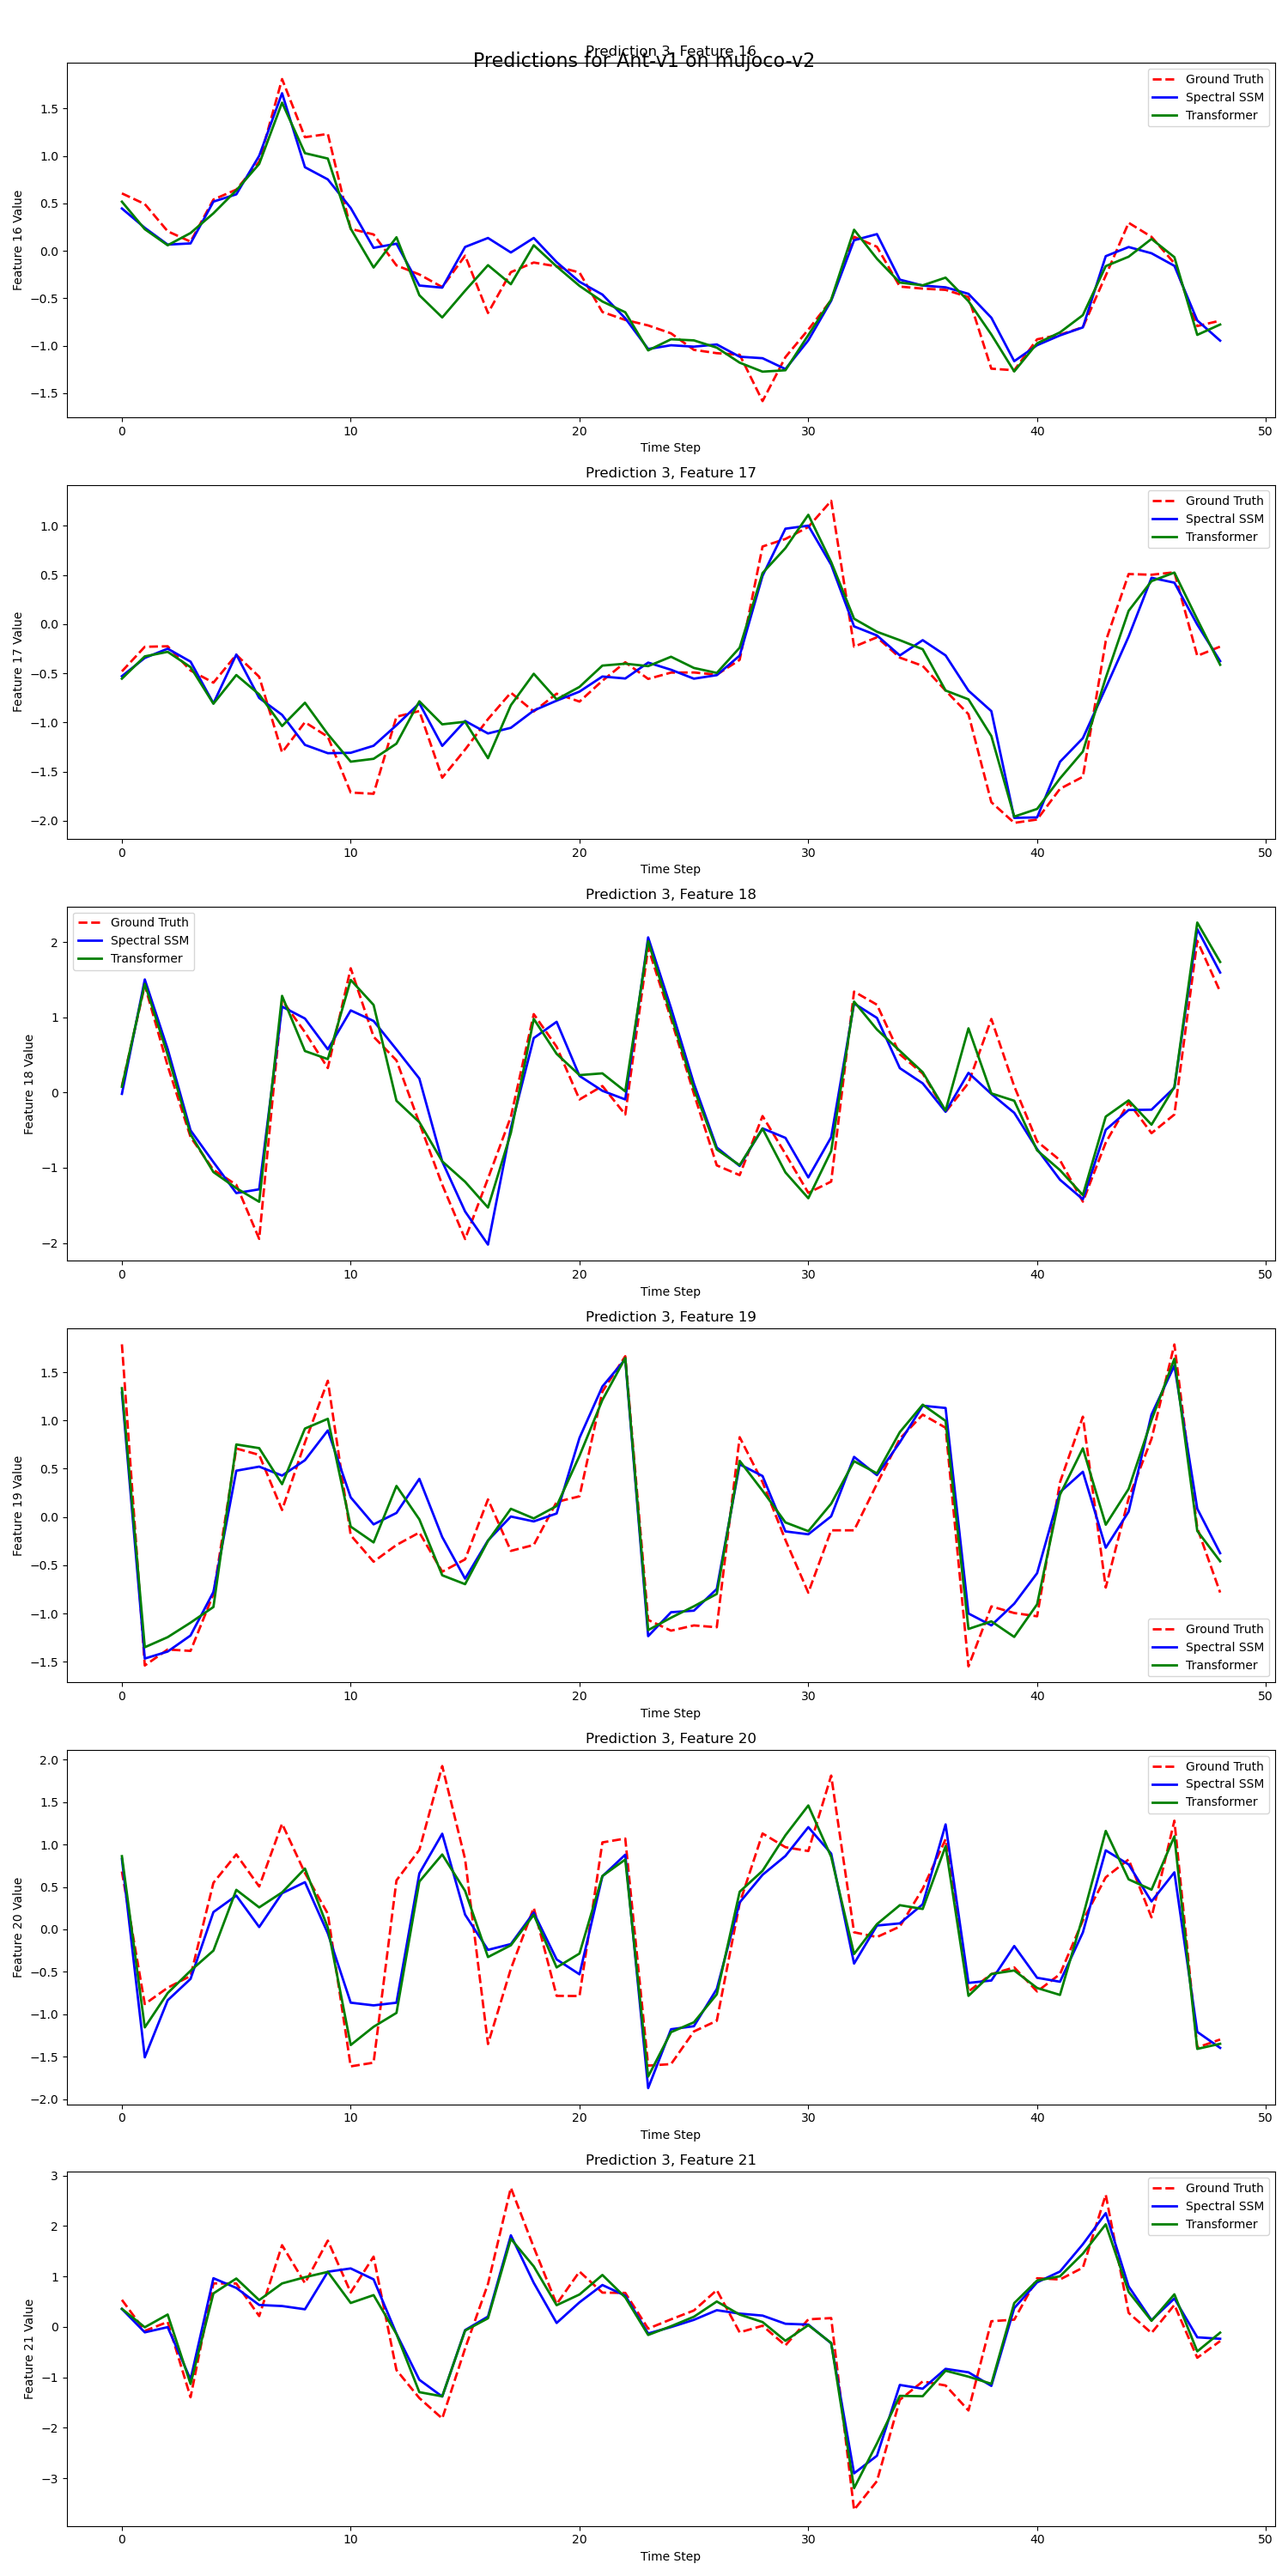 Prediction 3, Feature 16
Predictions for Ant-v1 on mujoco-v2
Ground Truth
Spectral SSM
Transformer
1.5
1.0
0.5
0.0
−0.5
−1.0
−1.5
Feature 16 Value
0 10 20 30 40 50
Time Step
Prediction 3, Feature 17
Ground Truth
Spectral SSM
Transformer
1.0
0.5
0.0
−0.5
−1.0
−1.5
−2.0
Feature 17 Value
0 10 20 30 40 50
Time Step
Prediction 3, Feature 18
Ground Truth
Spectral SSM
Transformer
2
1
0
−1
−2
Feature 18 Value
0 10 20 30 40 50
Time Step
Prediction 3, Feature 19
1.5
1.0
0.5
0.0
−0.5
−1.0
−1.5
Feature 19 Value
Ground Truth
Spectral SSM
Transformer
0 10 20 30 40 50
Time Step
Prediction 3, Feature 20
Ground Truth
Spectral SSM
Transformer
2.0
1.5
1.0
0.5
0.0
−0.5
−1.0
−1.5
−2.0
Feature 20 Value
0 10 20 30 40 50
Time Step
Prediction 3, Feature 21
Ground Truth
Spectral SSM
Transformer
3
2
1
0
−1
−2
−3
Feature 21 Value
0 10 20 30 40 50
Time Step